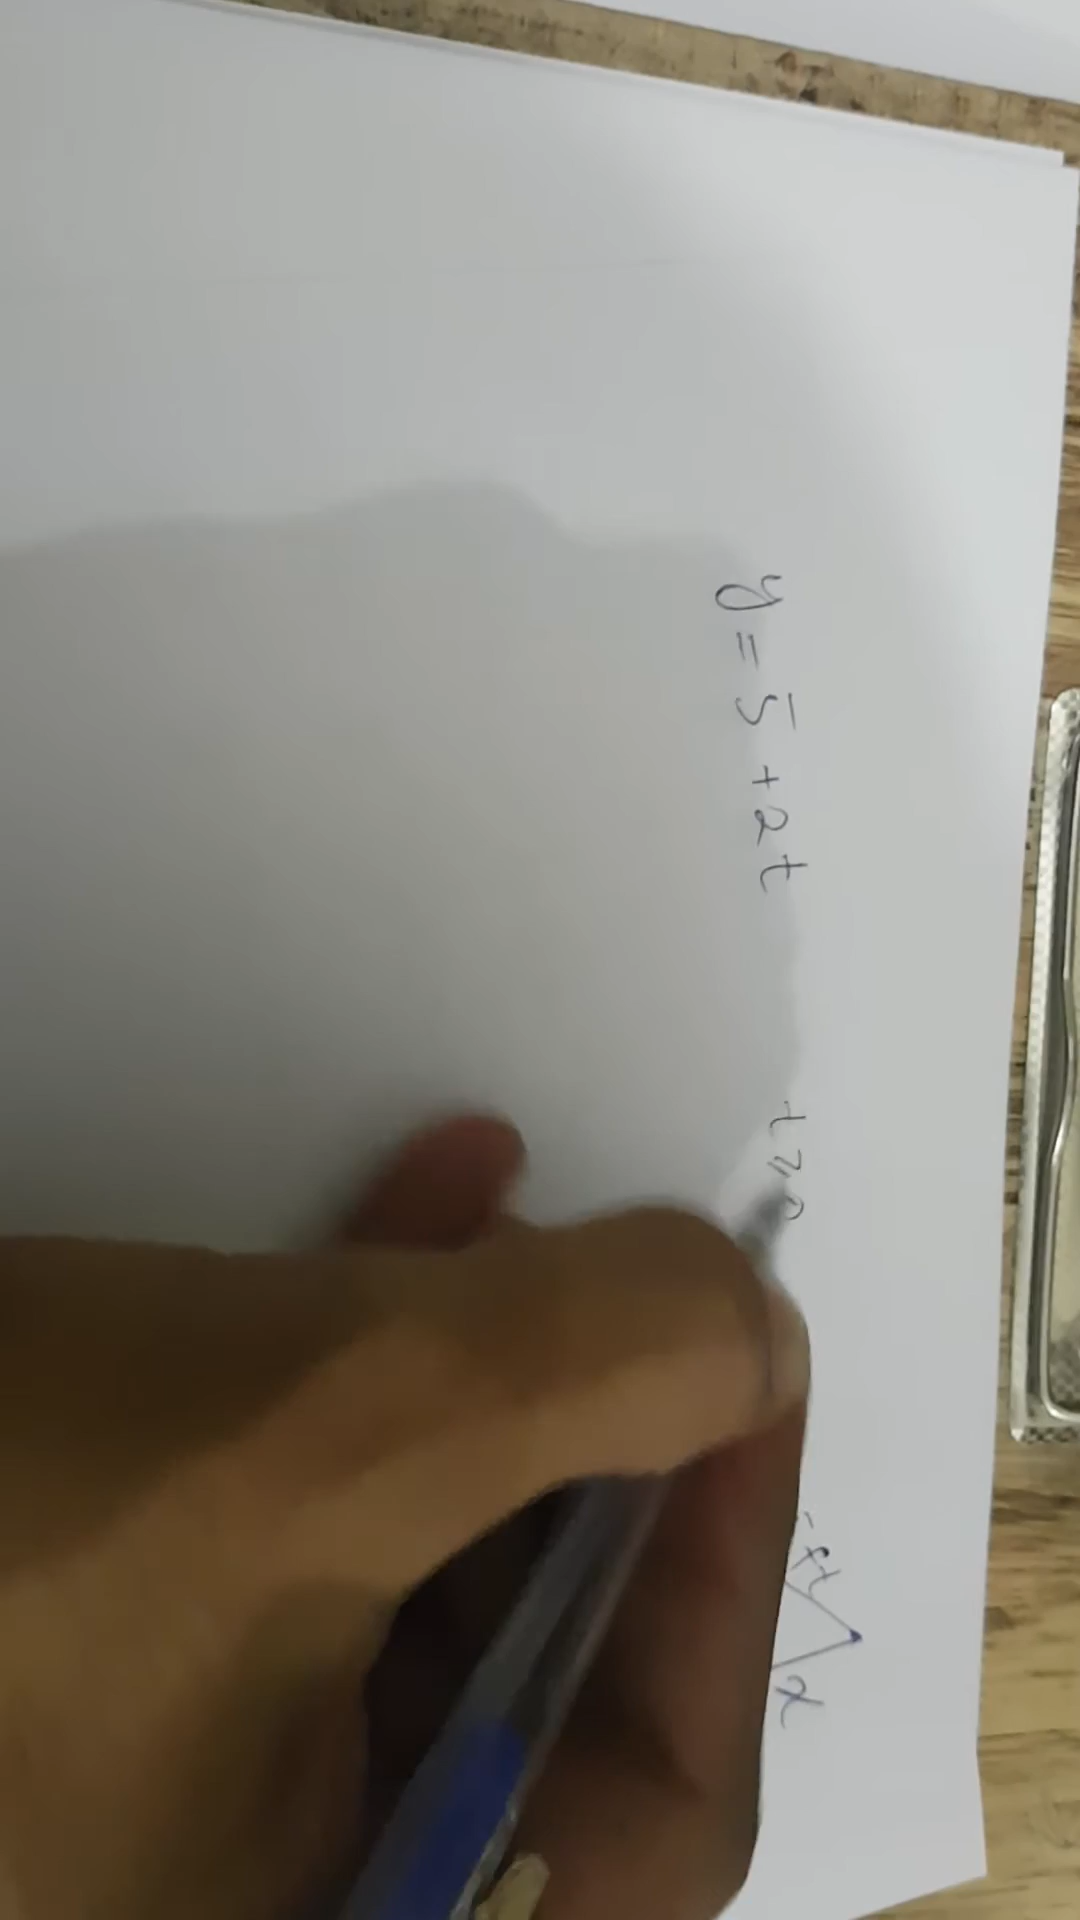 y = 5 + 2t t ≥ 0
x